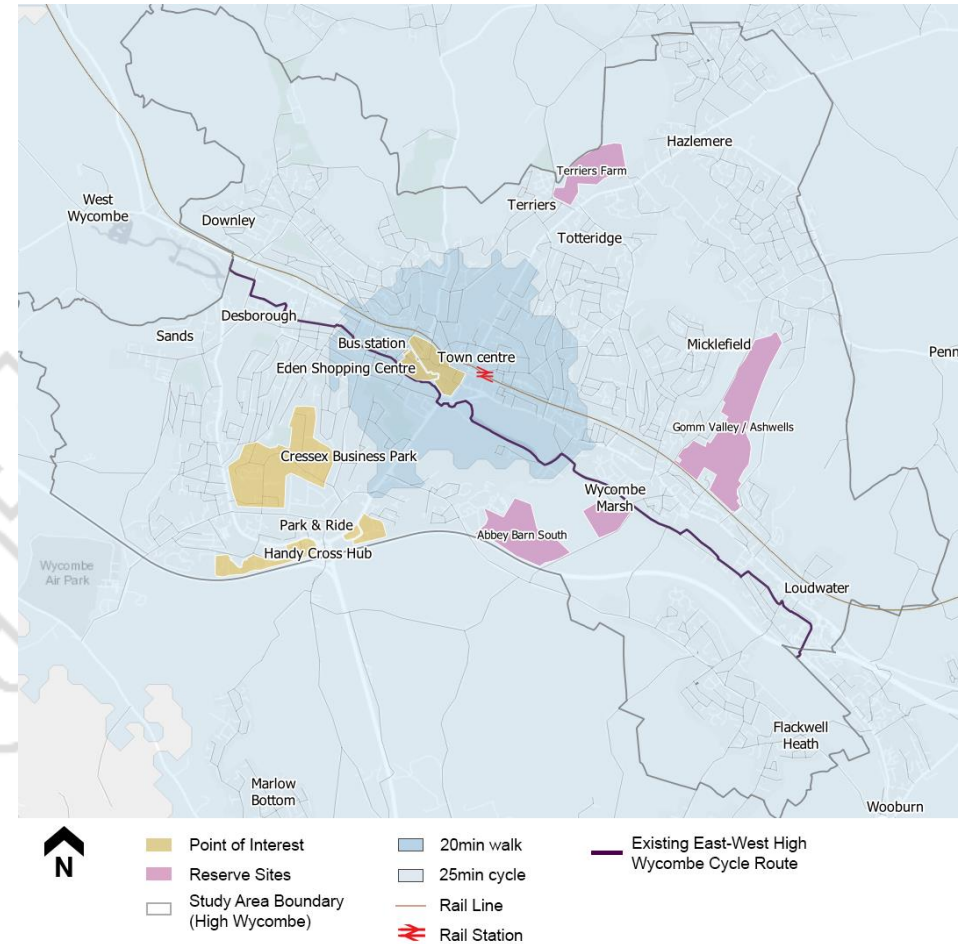 Hazlemere
Terriers Farm
West
Wycombe
Terriers
Downley
Totteridge
Desborough
Sands
Bus station
Town centre
Micklefield
Penn
Eden Shopping Centre
Gomm Valley / Ashwells
Cressex Business Park
Wycombe
Marsh
Park & Ride
Abbey Barn South
Handy Cross Hub
Wycombe
Air Park
Loudwater
Flackwell
Heath
Marlow
Bottom
Wooburn
N
Point of Interest
Reserve Sites
Study Area Boundary
(High Wycombe)
20min walk
25min cycle
Rail Line
Rail Station
Existing East-West High
Wycombe Cycle Route